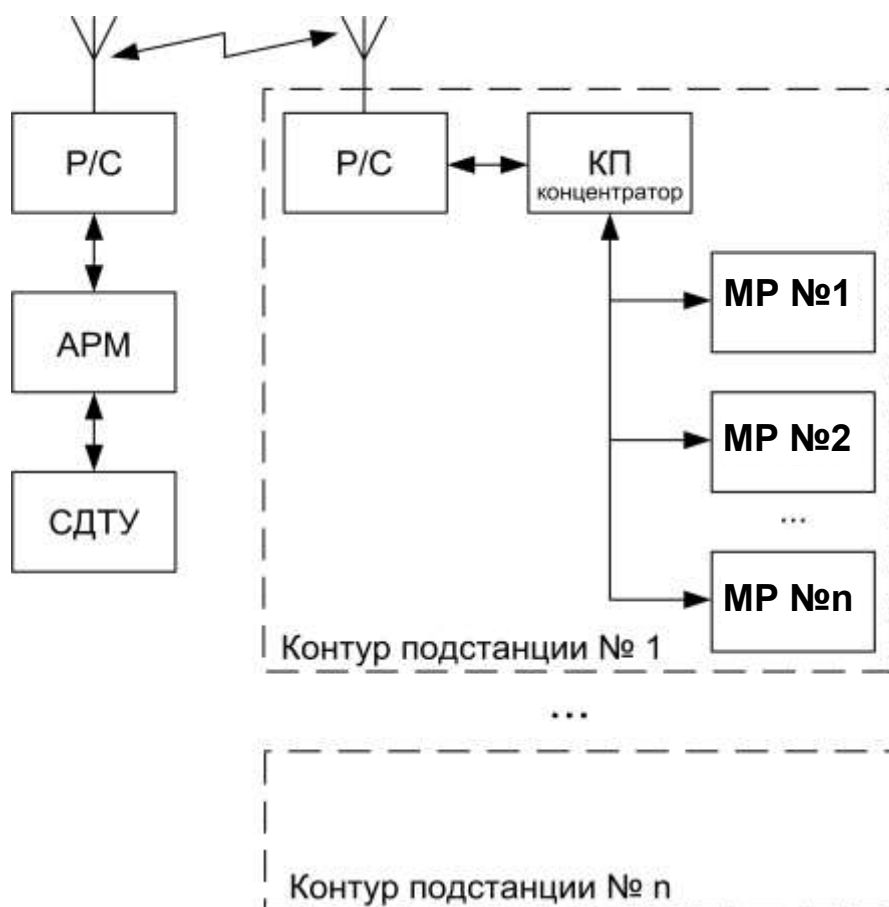 Р/С
АРМ
СДТУ
Р/С
КП
концентратор
МР №1
МР №2
...
МР №n
Контур подстанции № 1
...
Контур подстанции № n